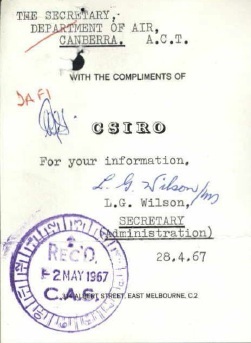 THE SECRETARY,
DEPARTMENT OF AIR,
CANBERRA. A.C.T.
WITH THE COMPLIMENTS OF
CSIRO
For your information,
L. G. Wilson
L.G. Wilson,
SECRETARY
(Administration)
28.4.67
REC'D.
2 MAY 1967
C.A.S.
ALBERT STREET, EAST MELBOURNE, C.2